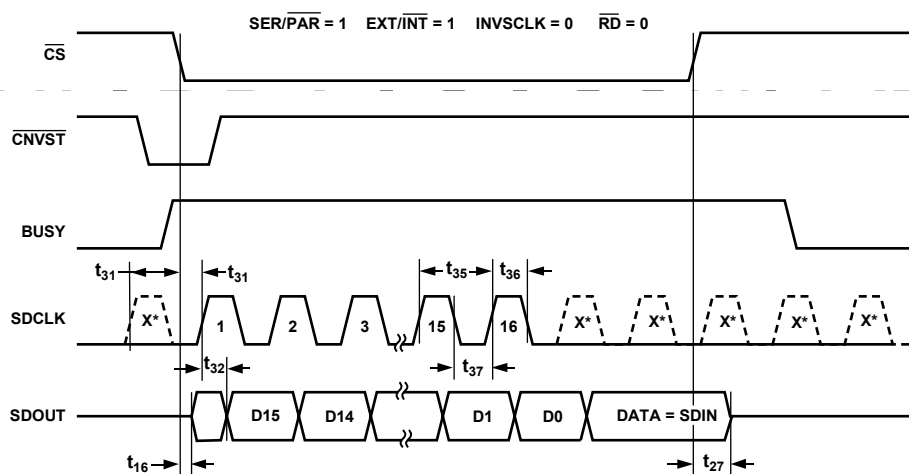 SER/PAR = 1 EXT/INT = 1 INVSCLK = 0 RD = 0
CS
CNVST
BUSY
t31 t31 t35 t36
SDCLK
X* 1 2 3 15 16 X* X* X* X* X*
t32 t37
SDOUT
D15 D14 D1 D0 DATA = SDIN
t16 t27